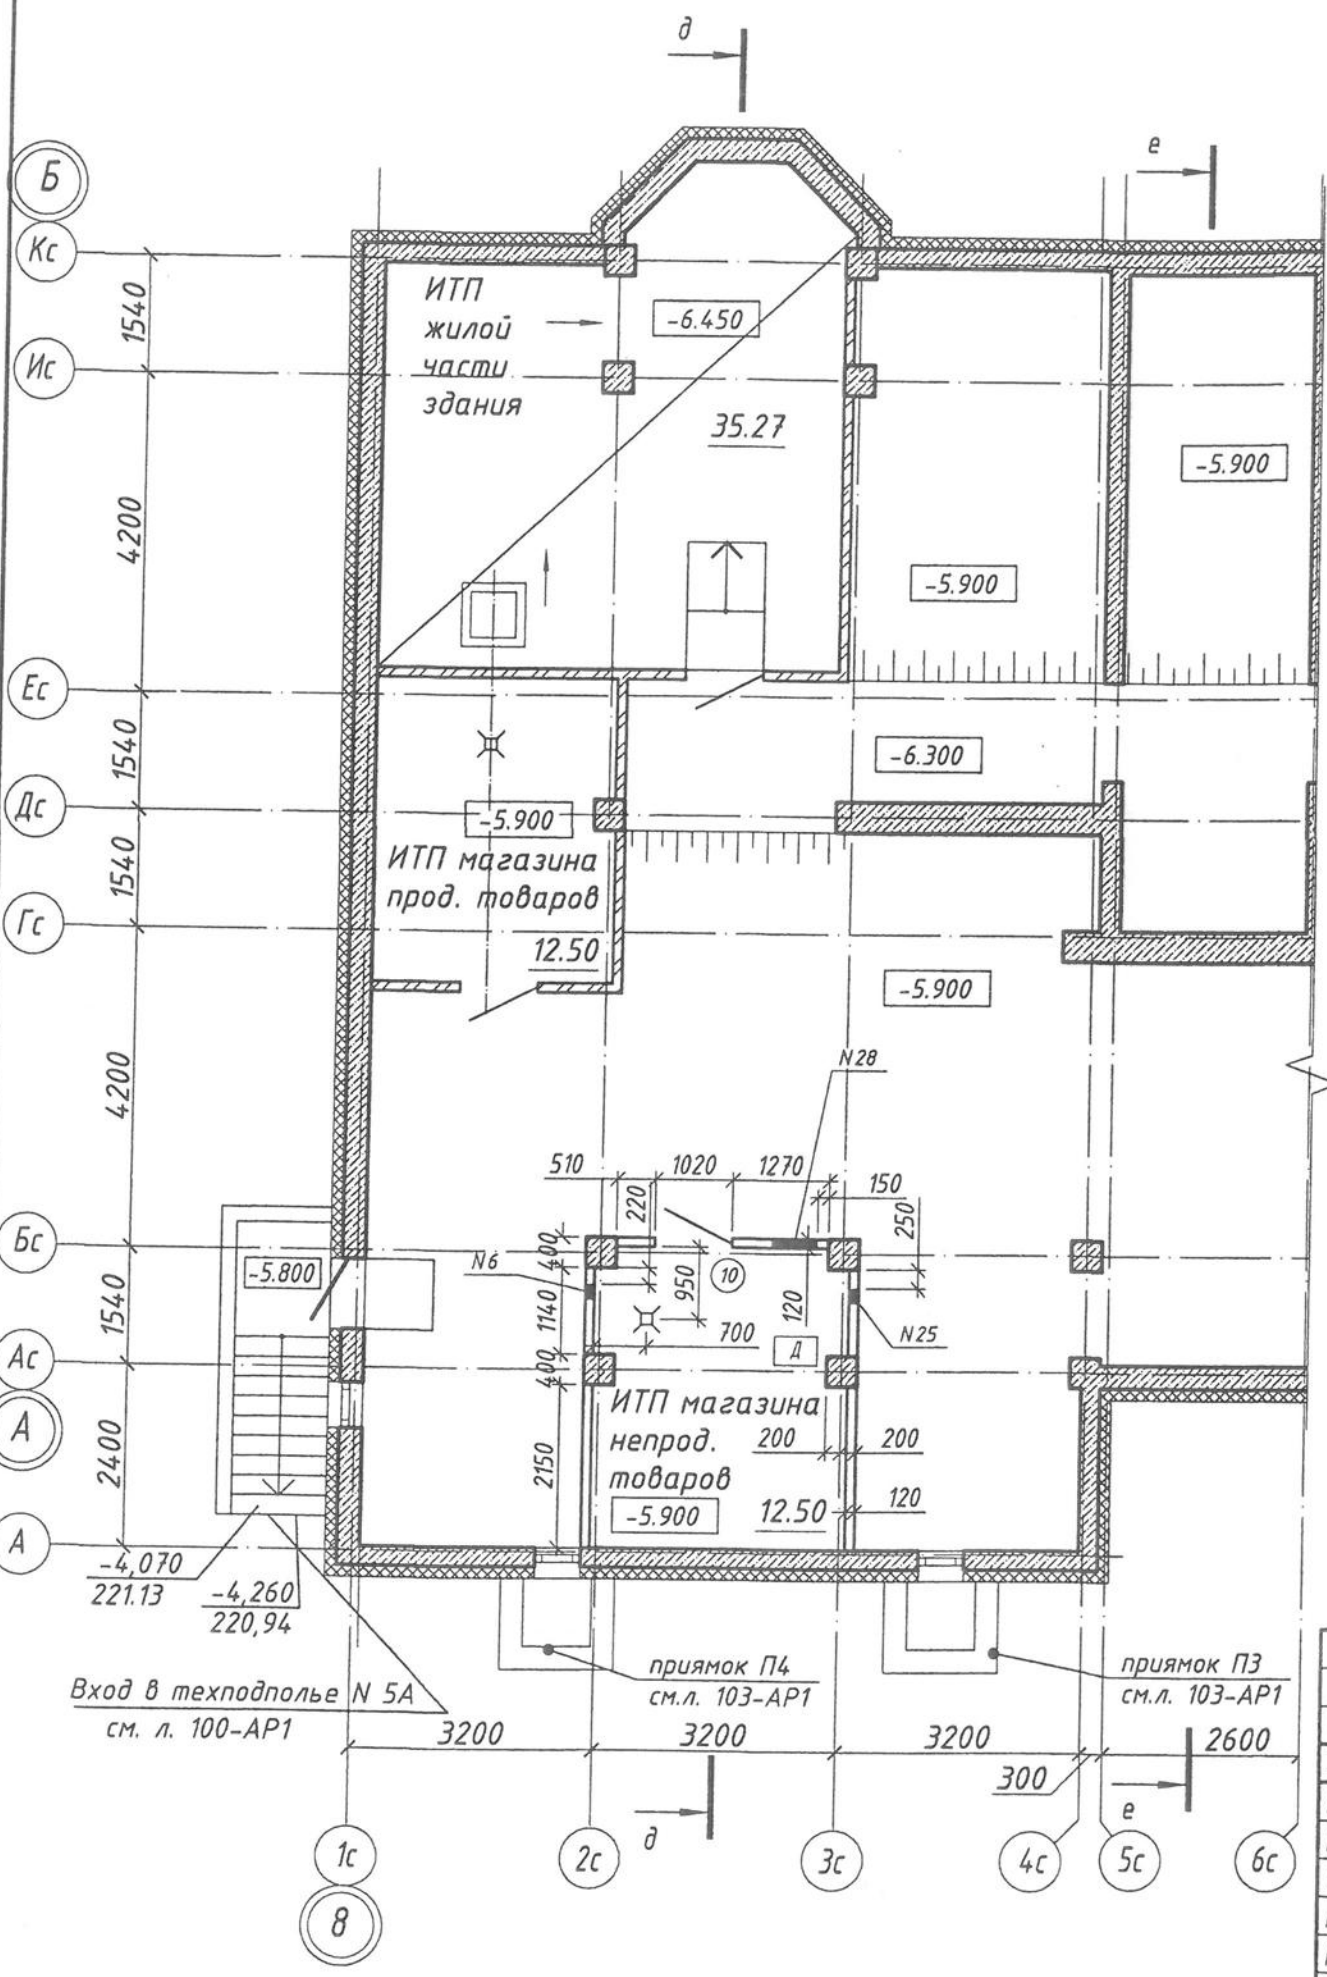 д
е
Б
Кс
1540
ИТП
жилой
части
здания
-6.450
Ис
35.27
-5.900
4200
-5.900
Ес
1540
-6.300
Дс
-5.900
1540
ИТП магазина
прод. товаров
Гс
12.50
-5.900
4200
N28
510
1020
1270
150
220
250
Бс
400
-5.800
N6
950
10
1140
120
1540
700
N25
Д
Ас
400
ИТП магазина
непрод.
товаров
А
200
200
2400
2150
-5.900
12.50
120
А
-4,070
221.13
-4,260
220,94
приямок П4
см.л. 103-АР1
приямок П3
см.л. 103-АР1
Вход в техподполье N 5А
см. л. 100-АР1
3200
3200
3200
2600
300
д
е
1с
2с
3с
4с
5с
6с
8